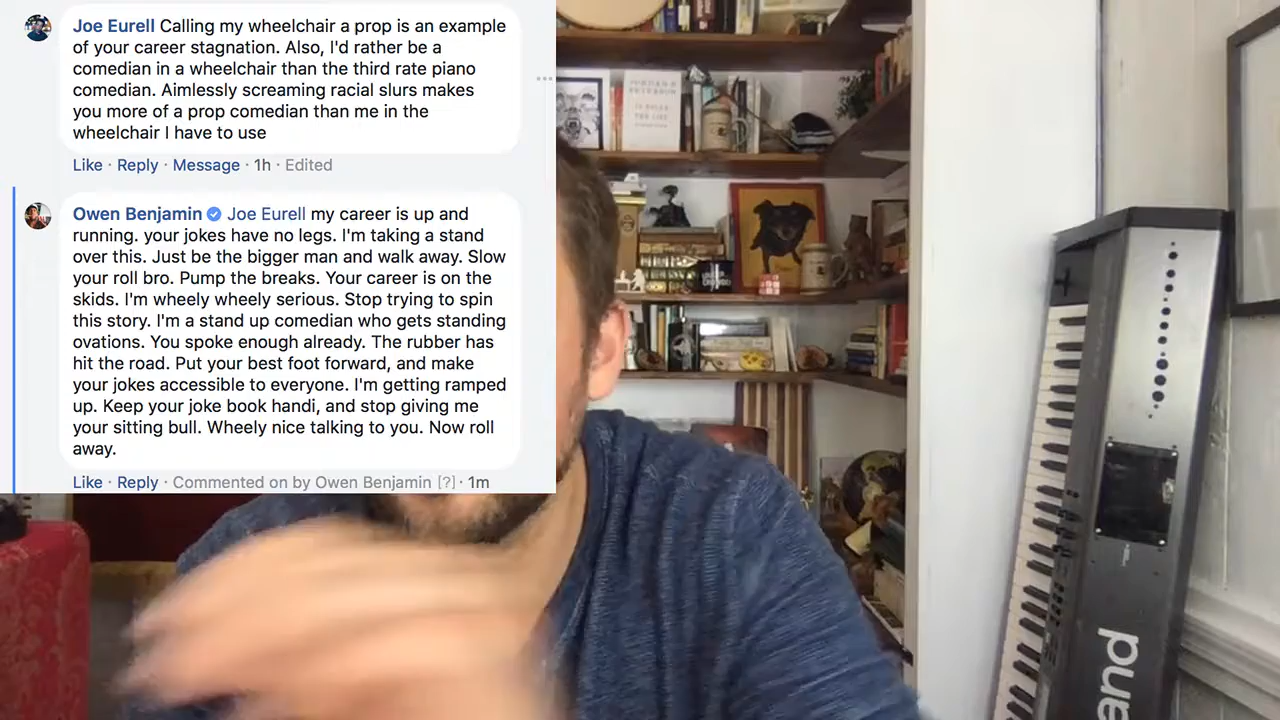 Joe Eurell Calling my wheelchair a prop is an example
of your career stagnation. Also, I'd rather be a
comedian in a wheelchair than the third rate piano
comedian. Aimlessly screaming racial slurs makes
you more of a prop comedian than me in the
wheelchair I have to use
Like · Reply · Message · 1h · Edited
Owen Benjamin Joe Eurell my career is up and
running. your jokes have no legs. I'm taking a stand
over this. Just be the bigger man and walk away. Slow
your roll bro. Pump the breaks. Your career is on the
skids. I'm wheely wheely serious. Stop trying to spin
this story. I'm a stand up comedian who gets standing
ovations. You spoke enough already. The rubber has
hit the road. Put your best foot forward, and make
your jokes accessible to everyone. I'm getting ramped
up. Keep your joke book handi, and stop giving me
your sitting bull. Wheely nice talking to you. Now roll
away.
Like · Reply · Commented on by Owen Benjamin [?] · 1m
JORDAN B.
PETERSON
12 RULES
FOR LIFE
and